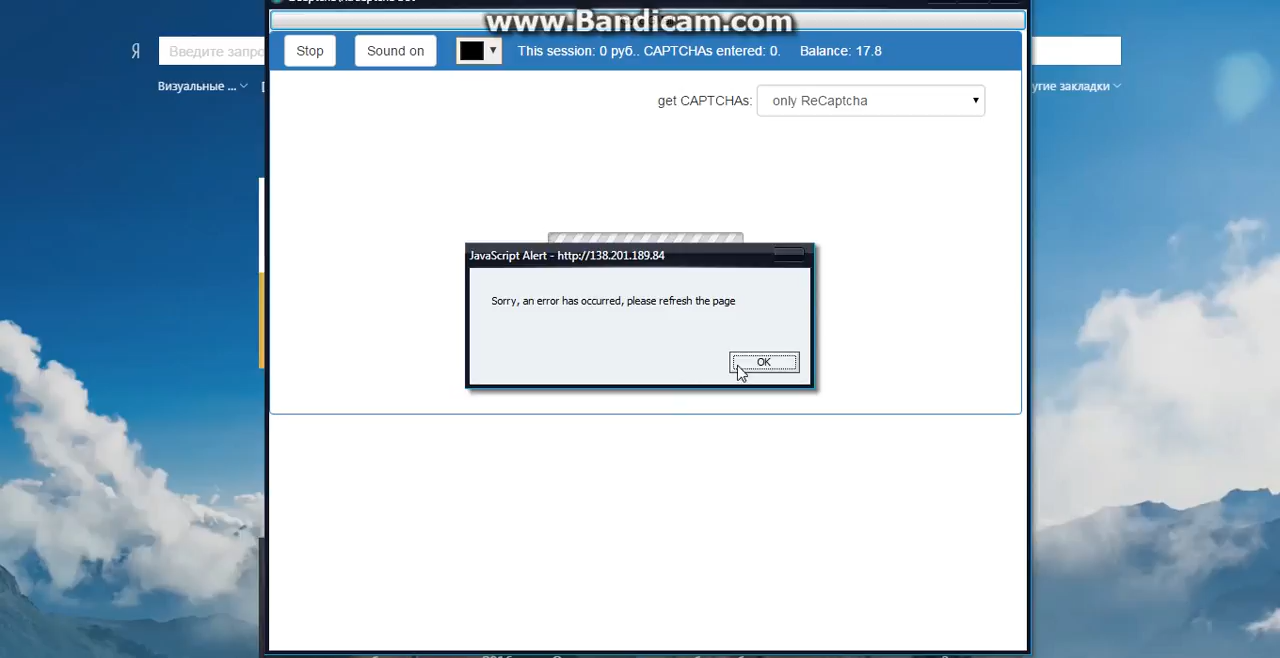 www.Bandicam.com
Я
Введите запро
Stop
Sound on
This session: 0 руб.. CAPTCHAs entered: 0.
Balance: 17.8
Визуальные ...
угие закладки
get CAPTCHAs:
only ReCaptcha
JavaScript Alert - http://138.201.189.84
Sorry, an error has occurred, please refresh the page
OK